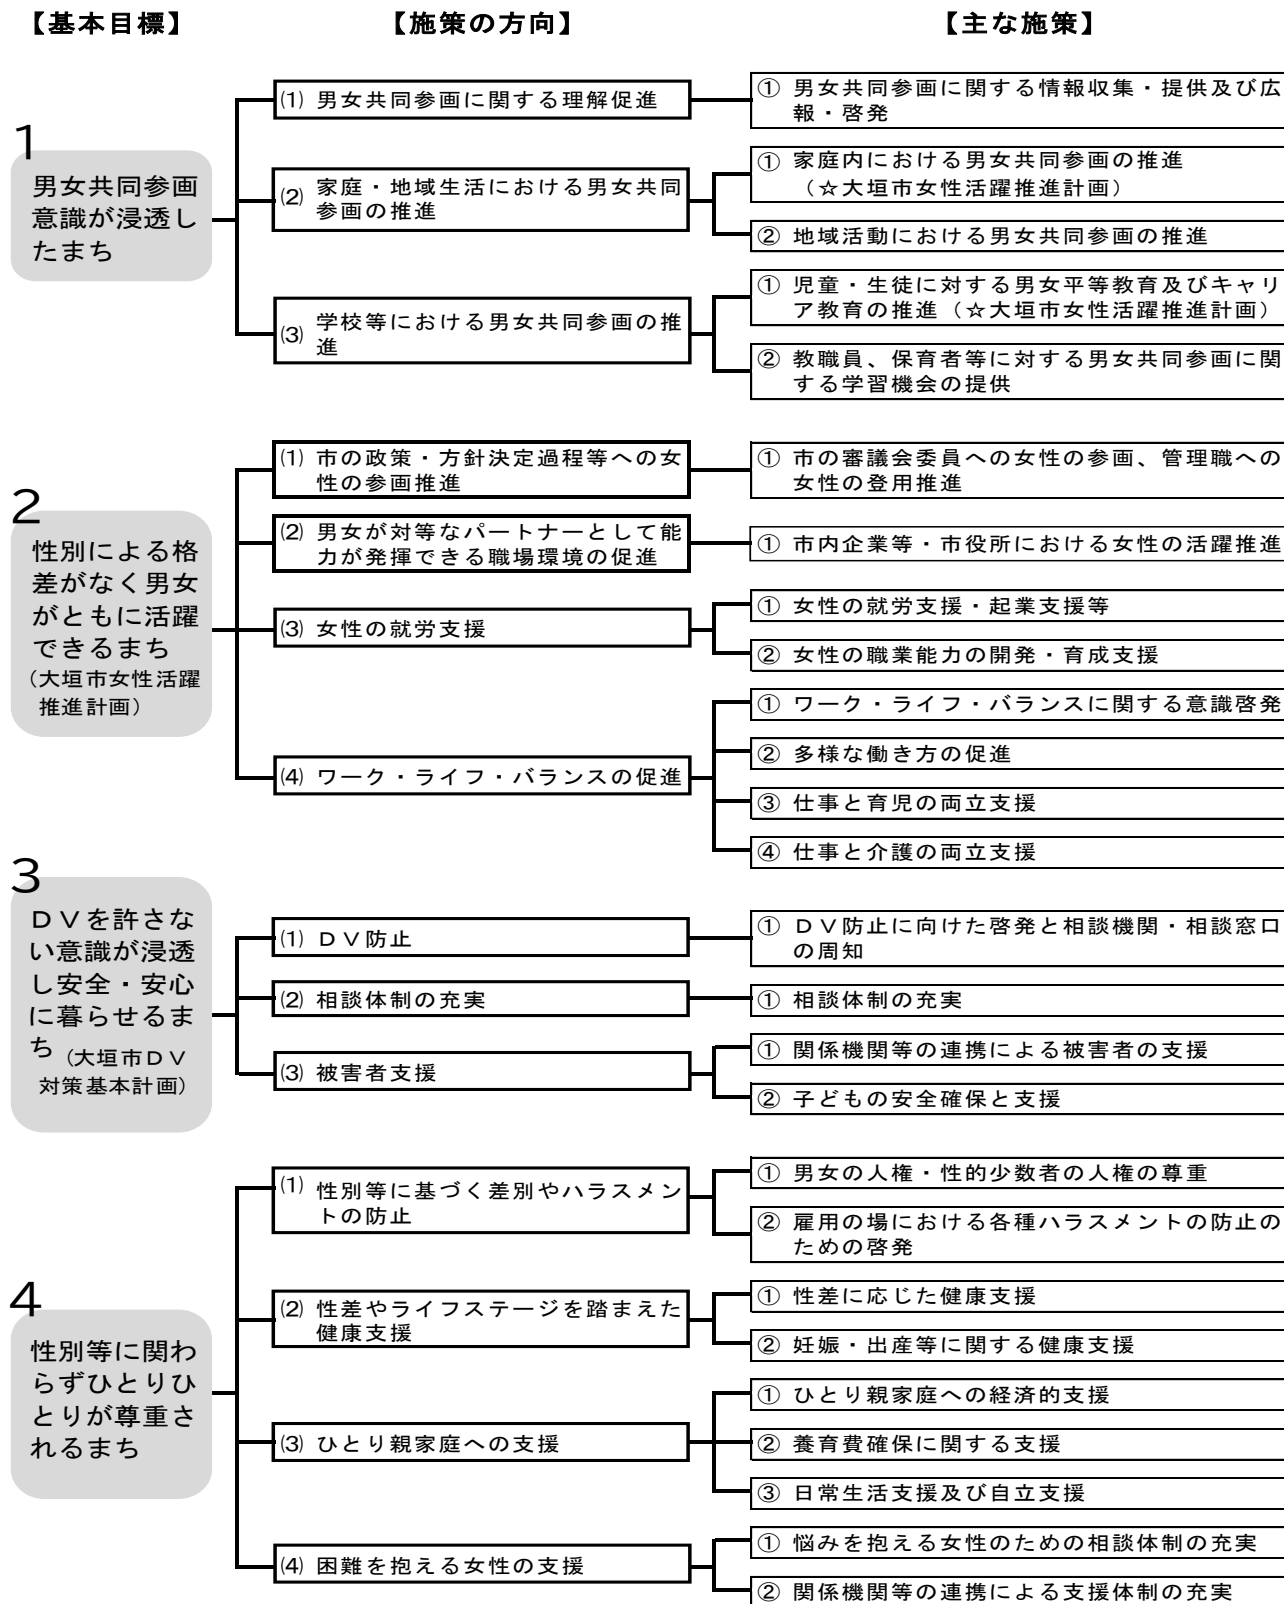 【基本目標】
【施策の方向】
【主な施策】
1
男女共同参画
意識が浸透し
たまち
⑴ 男女共同参画に関する理解促進
① 男女共同参画に関する情報収集・提供及び広
報・啓発
⑵ 家庭・地域生活における男女共同
参画の推進
① 家庭内における男女共同参画の推進
（☆大垣市女性活躍推進計画）
② 地域活動における男女共同参画の推進
⑶ 学校等における男女共同参画の推
進
① 児童・生徒に対する男女平等教育及びキャリ
ア教育の推進（☆大垣市女性活躍推進計画）
② 教職員、保育者等に対する男女共同参画に関
する学習機会の提供
2
性別による格
差がなく男女
がともに活躍
できるまち
（大垣市女性活躍
推進計画）
⑴ 市の政策・方針決定過程等への女
性の参画推進
① 市の審議会委員への女性の参画、管理職への
女性の登用推進
⑵ 男女が対等なパートナーとして能
力が発揮できる職場環境の促進
① 市内企業等・市役所における女性の活躍推進
⑶ 女性の就労支援
① 女性の就労支援・起業支援等
② 女性の職業能力の開発・育成支援
⑷ ワーク・ライフ・バランスの促進
① ワーク・ライフ・バランスに関する意識啓発
② 多様な働き方の促進
③ 仕事と育児の両立支援
④ 仕事と介護の両立支援
3
ＤＶを許さな
い意識が浸透
し安全・安心
に暮らせるま
ち（大垣市ＤＶ
対策基本計画）
⑴ ＤＶ防止
① ＤＶ防止に向けた啓発と相談機関・相談窓口
の周知
⑵ 相談体制の充実
① 相談体制の充実
⑶ 被害者支援
① 関係機関等の連携による被害者の支援
② 子どもの安全確保と支援
4
性別等に関わ
らずひとりひ
とりが尊重さ
れるまち
⑴ 性別等に基づく差別やハラスメン
トの防止
① 男女の人権・性的少数者の人権の尊重
② 雇用の場における各種ハラスメントの防止の
ための啓発
⑵ 性差やライフステージを踏まえた
健康支援
① 性差に応じた健康支援
② 妊娠・出産等に関する健康支援
⑶ ひとり親家庭への支援
① ひとり親家庭への経済的支援
② 養育費確保に関する支援
③ 日常生活支援及び自立支援
⑷ 困難を抱える女性の支援
① 悩みを抱える女性のための相談体制の充実
② 関係機関等の連携による支援体制の充実